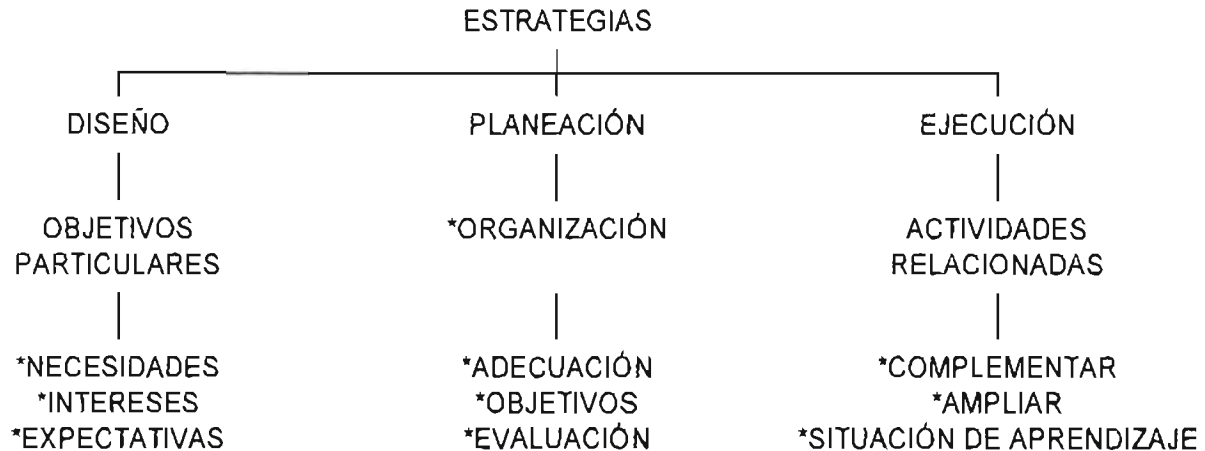 ESTRATEGIAS
DISEÑO
PLANEACIÓN
EJECUCIÓN
OBJETIVOS
PARTICULARES
*ORGANIZACIÓN
ACTIVIDADES
RELACIONADAS
*NECESIDADES
*INTERESES
*EXPECTATIVAS
*ADECUACIÓN
*OBJETIVOS
*EVALUACIÓN
*COMPLEMENTAR
*AMPLIAR
*SITUACIÓN DE APRENDIZAJE